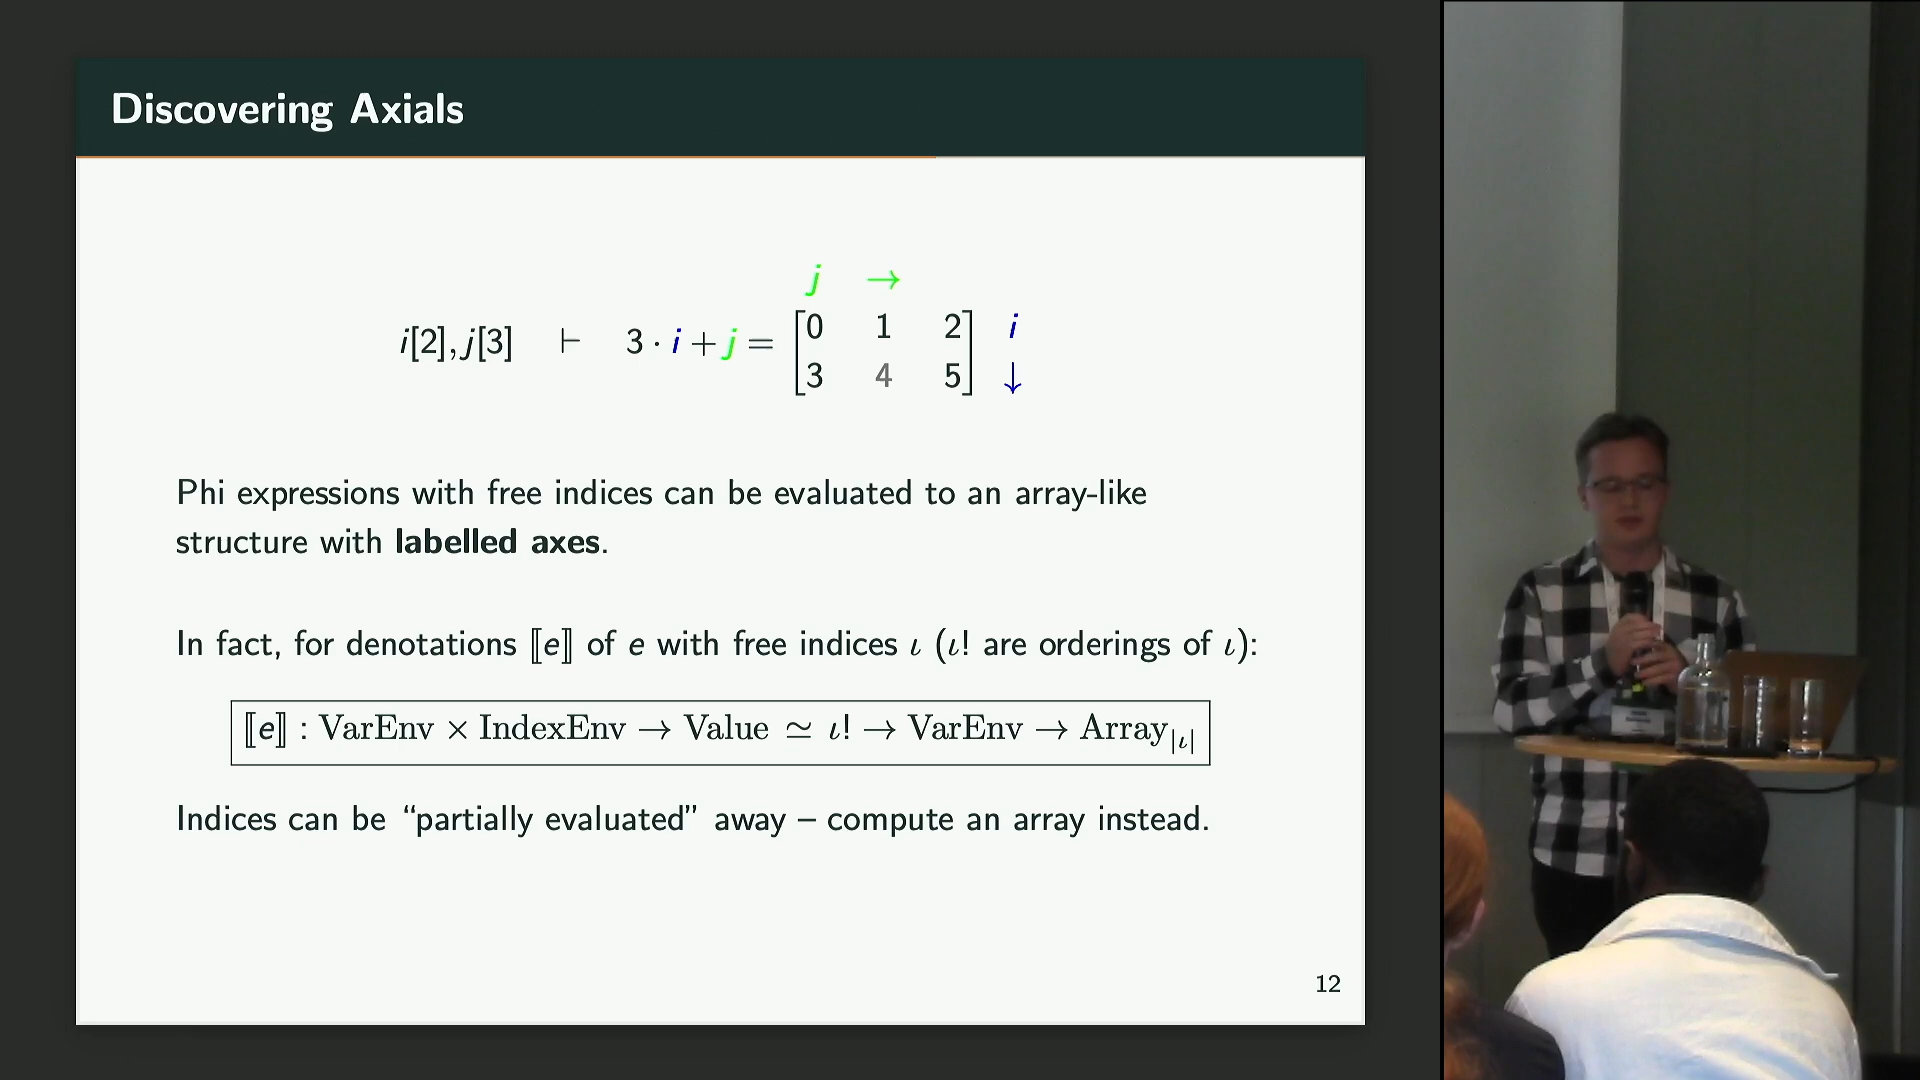 Discovering Axials
j →
i[2], j[3] ⊢ 3 · i + j = [0 1 2] i
[3 4 5] ↓
Phi expressions with free indices can be evaluated to an array-like
structure with labelled axes.
In fact, for denotations ⟦e⟧ of e with free indices ι (ι! are orderings of ι):
⟦e⟧ : VarEnv × IndexEnv → Value ≃ ι! → VarEnv → Array|ι|
Indices can be “partially evaluated” away – compute an array instead.
12